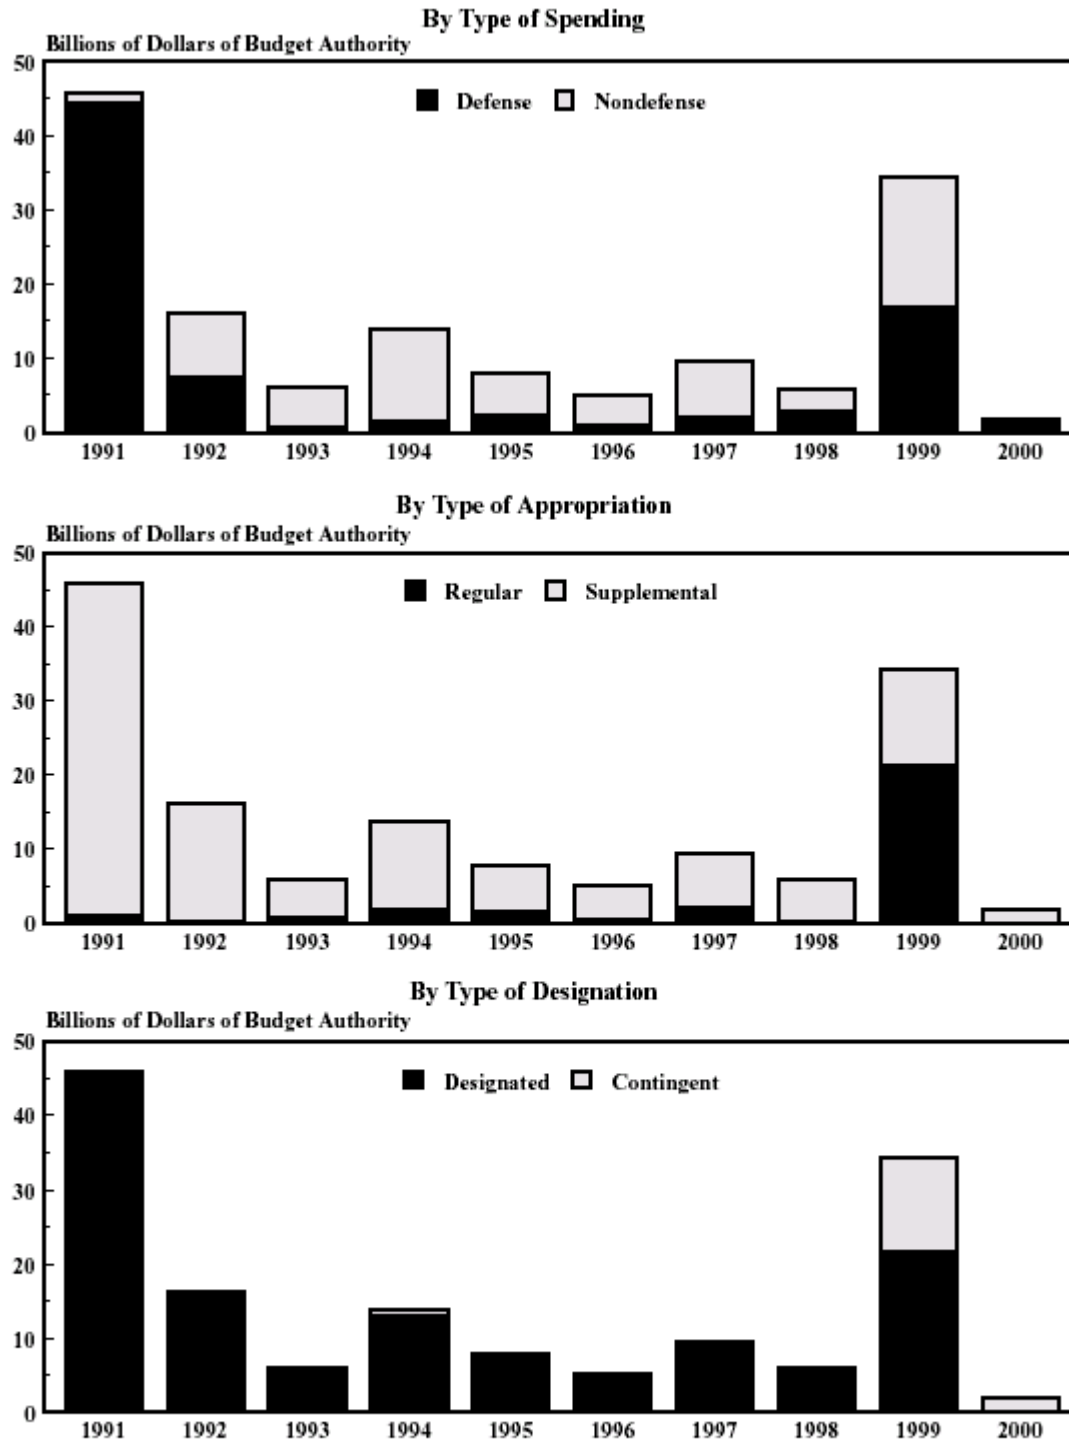 By Type of Spending
Billions of Dollars of Budget Authority
50
Defense Nondefense
40
30
20
10
0
1991 1992 1993 1994 1995 1996 1997 1998 1999 2000
By Type of Appropriation
Billions of Dollars of Budget Authority
50
Regular Supplemental
40
30
20
10
0
1991 1992 1993 1994 1995 1996 1997 1998 1999 2000
By Type of Designation
Billions of Dollars of Budget Authority
50
Designated Contingent
40
30
20
10
0
1991 1992 1993 1994 1995 1996 1997 1998 1999 2000